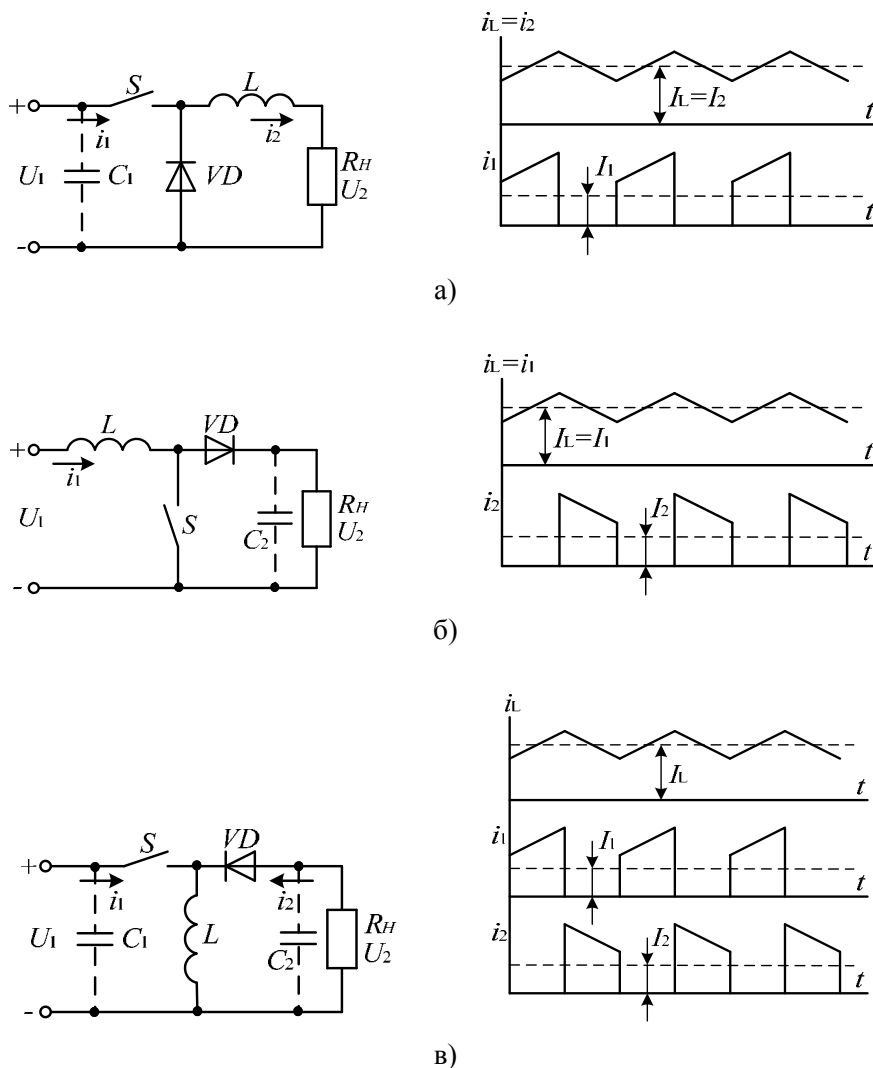 iL=i2
S
L
IL=I2
t
+
i1
i2
U1
C1
VD
RH
U2
i1
I1
t
-
а)
iL=i1
L
VD
IL=I1
t
+
i1
U1
S
C2
RH
U2
i2
I2
t
-
б)
iL
IL
t
S
VD
i1
I1
t
+
i1
i2
U1
C1
L
C2
RH
U2
i2
I2
t
-
в)